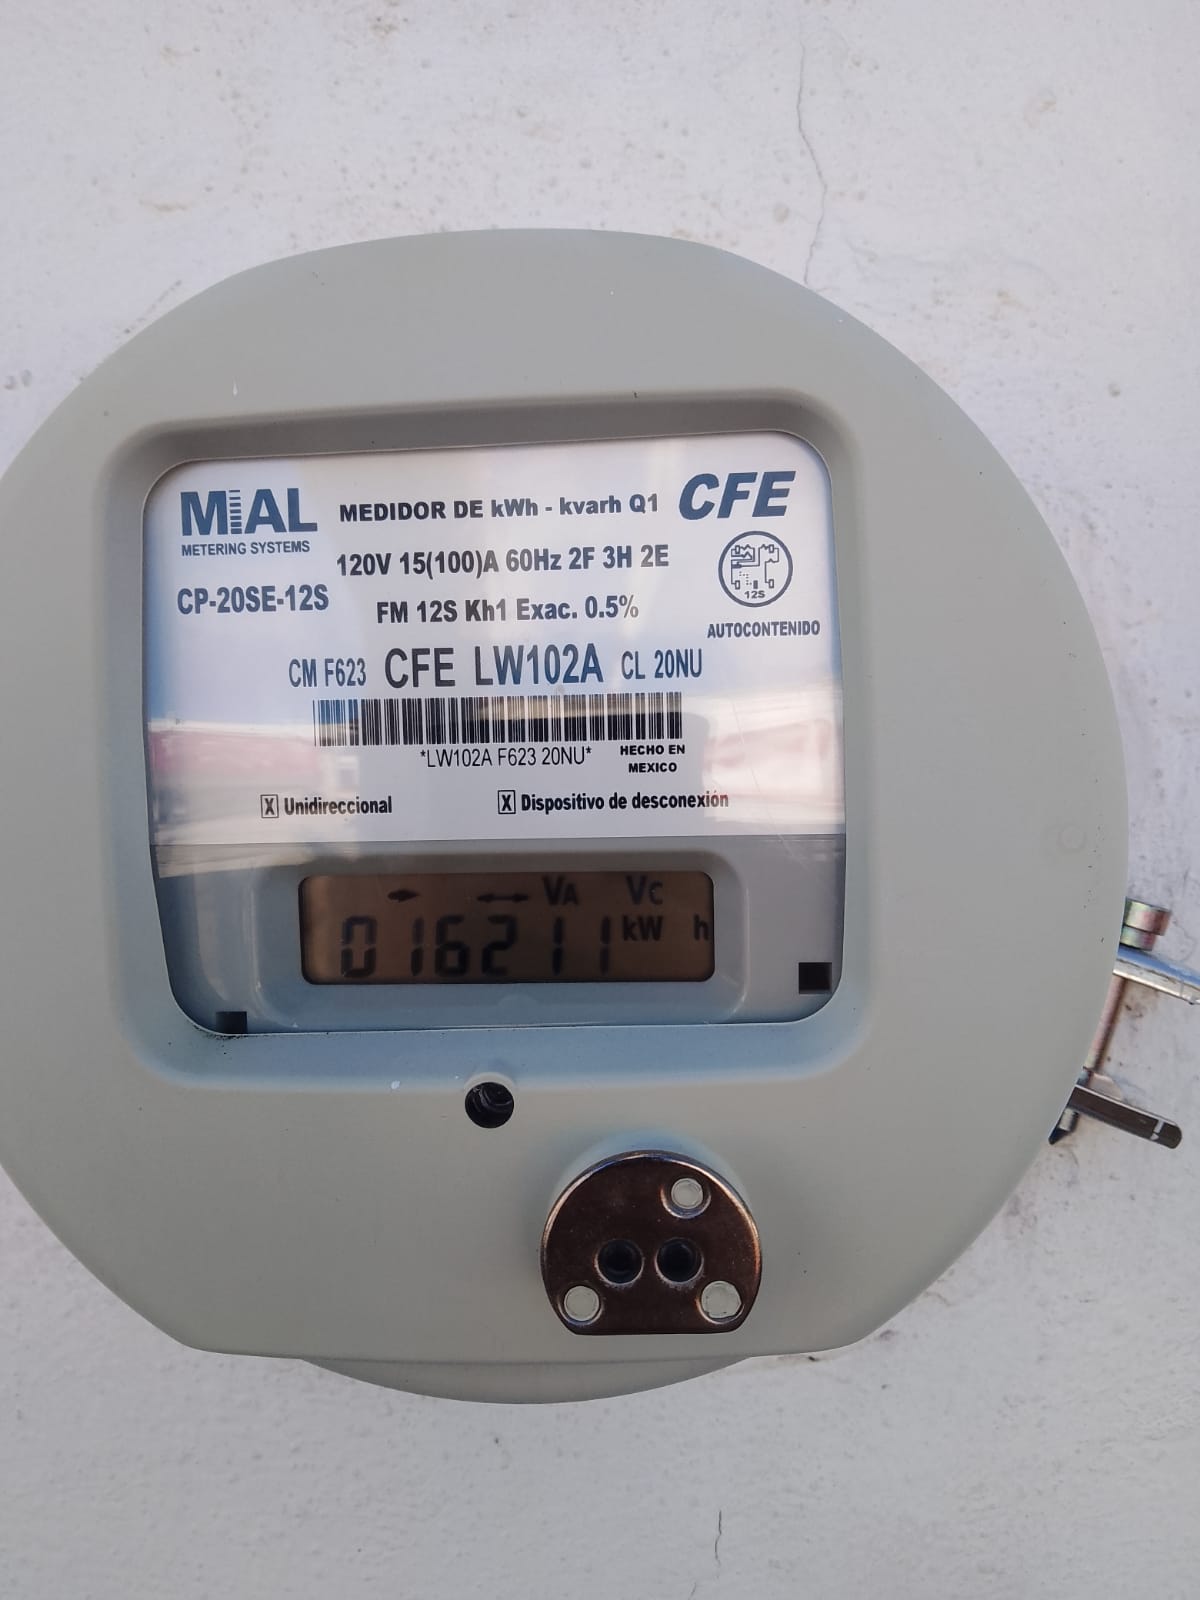 MIAL
METERING SYSTEMS
MEDIDOR DE kWh - kvarh Q1
CFE
120V 15(100)A 60Hz 2F 3H 2E
CP-20SE-12S
FM 12S Kh1 Exac. 0.5%
12S
AUTOCONTENIDO
CM F623 CFE LW102A CL 20NU
*LW102A F623 20NU*
HECHO EN
MEXICO
X Unidireccional
X Dispositivo de desconexión
VA VC
016211 kW h